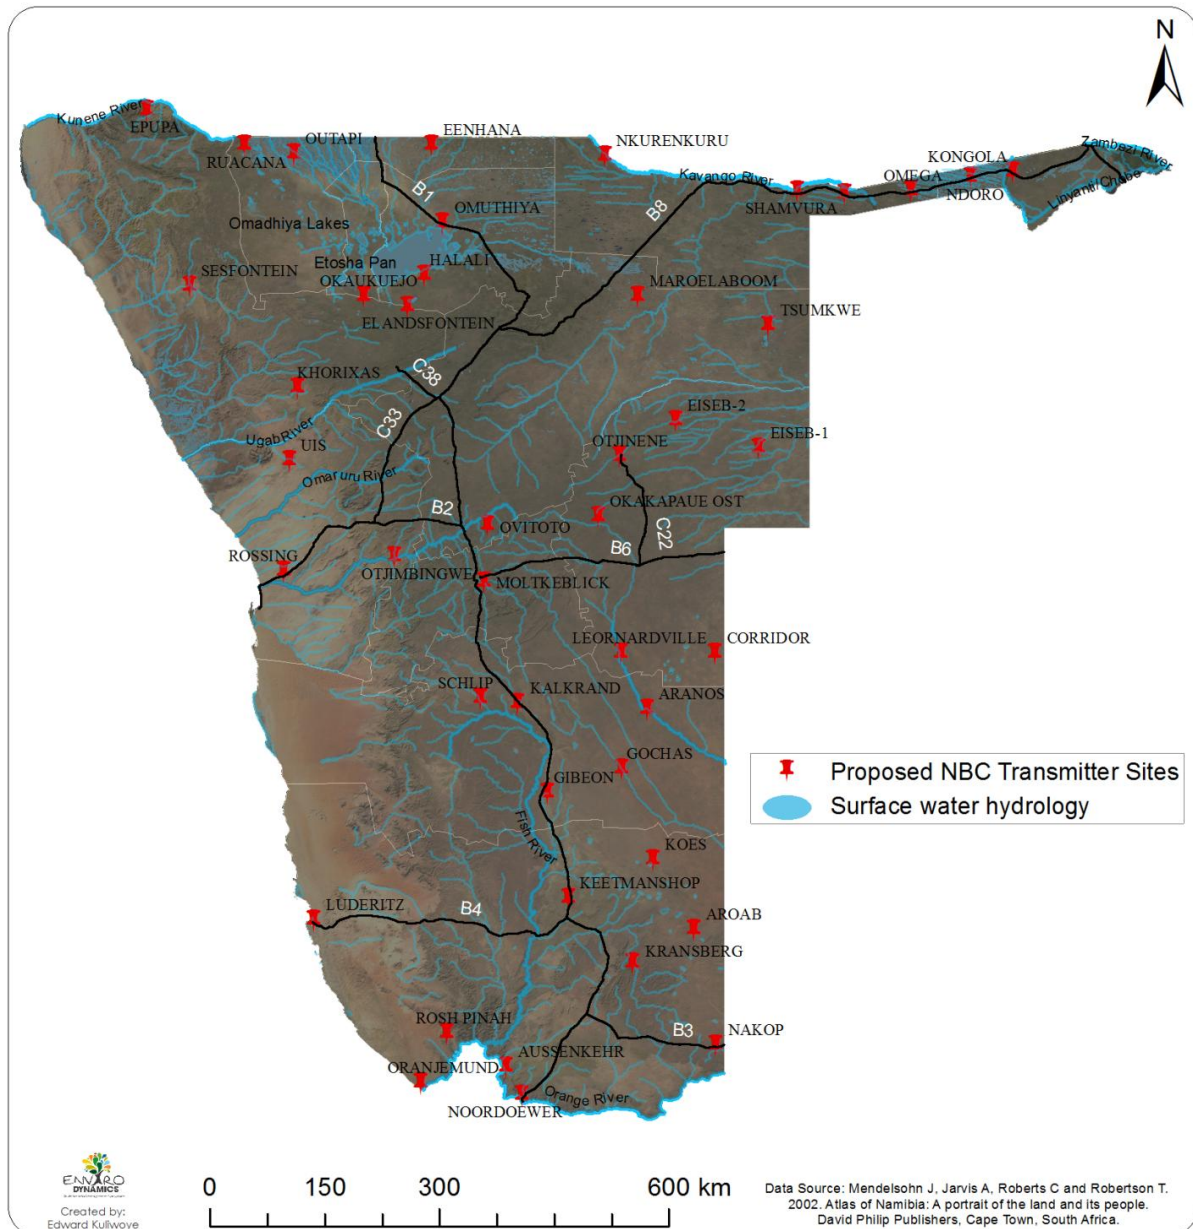 N
Kunene River
EPUPA
RUACANA
OUTAPI
EENHANA
NKURENKURU
Kavango River
SHAMVURA
OMEGA
NDORO
KONGOLA
Zambezi River
Linyanti/Chobe
B1
OMUTHIYA
B8
Omadhiya Lakes
Etosha Pan
HALALI
OKAUKUEJO
ELANDSFONTEIN
SESFONTEIN
MAROELABOOM
TSUMKWE
KHORIXAS
C38
C33
Ugab River
UIS
Omaruru River
EISEB-2
EISEB-1
OTJINENE
OKAKAPAUE OST
C22
B2
OVITOTO
B6
ROSSING
OTJIMBINGWE
MOLTKEBLICK
LEORNARDVILLE
CORRIDOR
SCHLIP
KALKRAND
ARANOS
GOCHAS
GIBEON
Fish River
KOES
KEETMANSHOP
LUDERITZ
B4
AROAB
KRANSBERG
ROSH PINAH
B3
NAKOP
AUSSENKEHR
ORANJEMUND
NOORDOEWER
Orange River
Proposed NBC Transmitter Sites
Surface water hydrology
ENVIRO
DYNAMICS
Created by:
Edward Kuliwoye
0 150 300 600 km
Data Source: Mendelsohn J, Jarvis A, Roberts C and Robertson T.
2002. Atlas of Namibia: A portrait of the land and its people.
David Philip Publishers, Cape Town, South Africa.